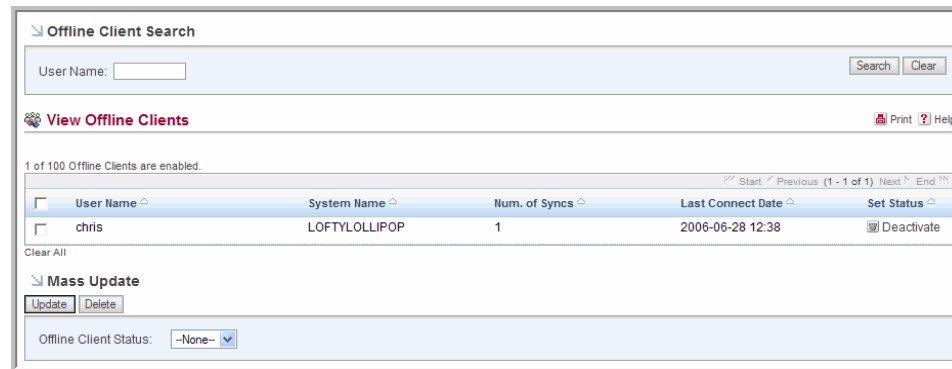 Offline Client Search
User Name:
Search Clear
View Offline Clients
Print Help
1 of 100 Offline Clients are enabled.
Start Previous (1 - 1 of 1) Next End
User Name System Name Num. of Syncs Last Connect Date Set Status
chris LOFTYLOLLIPOP 1 2006-06-28 12:38 Deactivate
Clear All
Mass Update
Update Delete
Offline Client Status: --None--